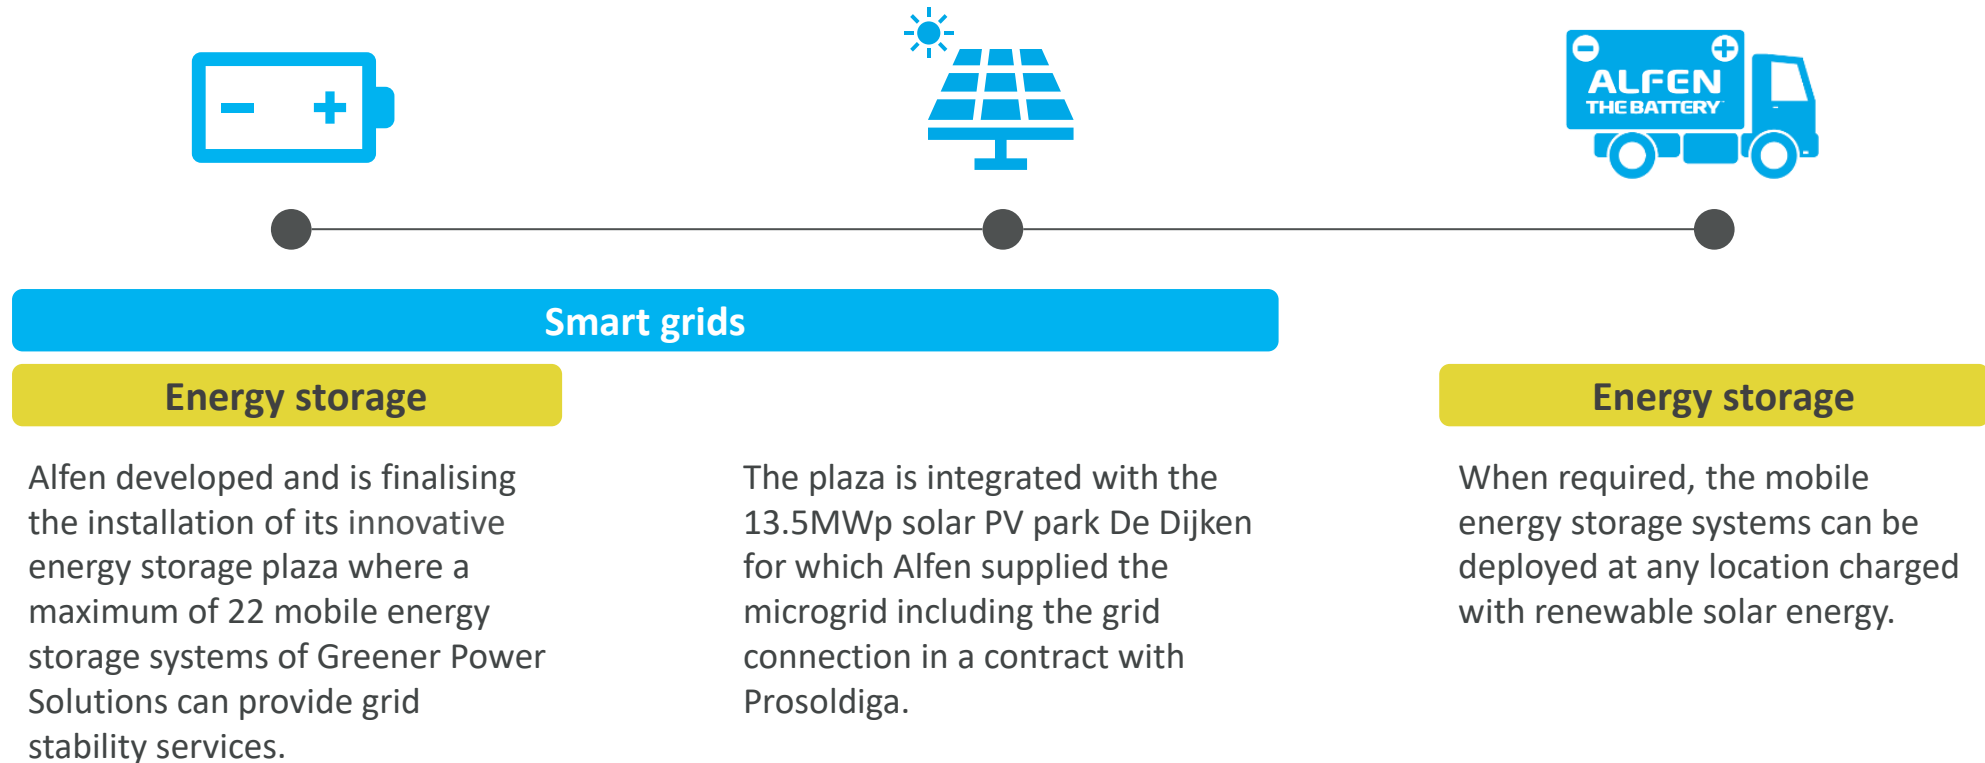 ALFEN
THE BATTERY
Smart grids
Energy storage
Energy storage
Alfen developed and is finalising
the installation of its innovative
energy storage plaza where a
maximum of 22 mobile energy
storage systems of Greener Power
Solutions can provide grid
stability services.
The plaza is integrated with the
13.5MWp solar PV park De Dijken
for which Alfen supplied the
microgrid including the grid
connection in a contract with
Prosoldiga.
When required, the mobile
energy storage systems can be
deployed at any location charged
with renewable solar energy.